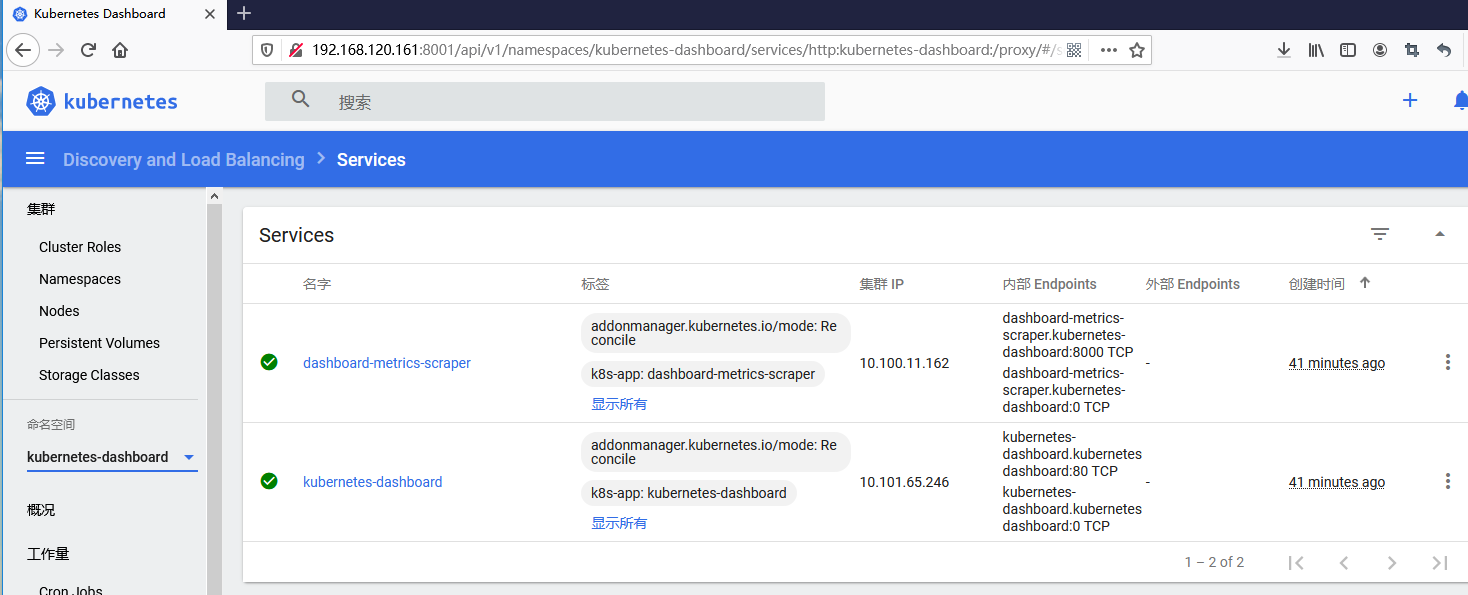 Kubernetes Dashboard
192.168.120.161:8001/api/v1/namespaces/kubernetes-dashboard/services/http:kubernetes-dashboard:/proxy/#/s
kubernetes
搜索
Discovery and Load Balancing > Services
集群
Cluster Roles
Namespaces
Nodes
Persistent Volumes
Storage Classes
命名空间
kubernetes-dashboard
概况
工作量
Cron Jobs
Services
名字 标签 集群 IP 内部 Endpoints 外部 Endpoints 创建时间
dashboard-metrics-scraper
addonmanager.kubernetes.io/mode: Re
concile
k8s-app: dashboard-metrics-scraper
显示所有
10.100.11.162
dashboard-metrics-
scraper.kubernetes-
dashboard:8000 TCP
dashboard-metrics-
scraper.kubernetes-
dashboard:0 TCP
-
41 minutes ago
kubernetes-dashboard
addonmanager.kubernetes.io/mode: Re
concile
k8s-app: kubernetes-dashboard
显示所有
10.101.65.246
kubernetes-
dashboard.kubernetes
dashboard:80 TCP
kubernetes-
dashboard.kubernetes
dashboard:0 TCP
-
41 minutes ago
1 – 2 of 2